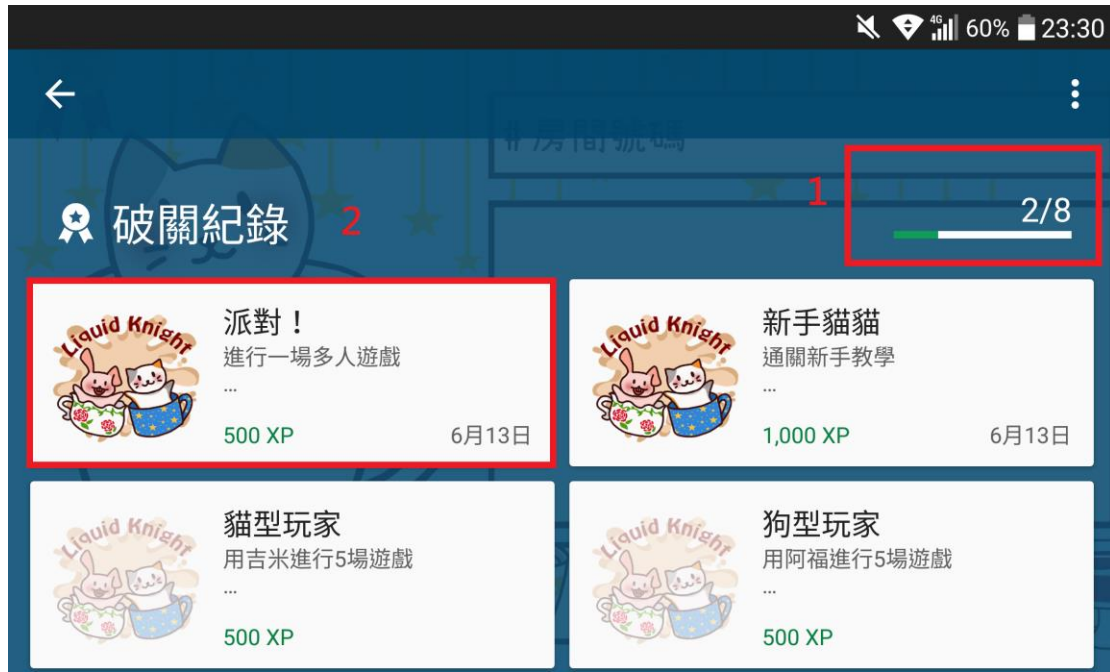 4G 60% 23:30
#房間號碼
破關紀錄 2
1
2/8
Liquid Knight
派對！
進行一場多人遊戲
...
500 XP 6月13日
Liquid Knight
新手貓貓
通關新手教學
...
1,000 XP 6月13日
Liquid Knight
貓型玩家
用吉米進行5場遊戲
...
500 XP
Liquid Knight
狗型玩家
用阿福進行5場遊戲
...
500 XP